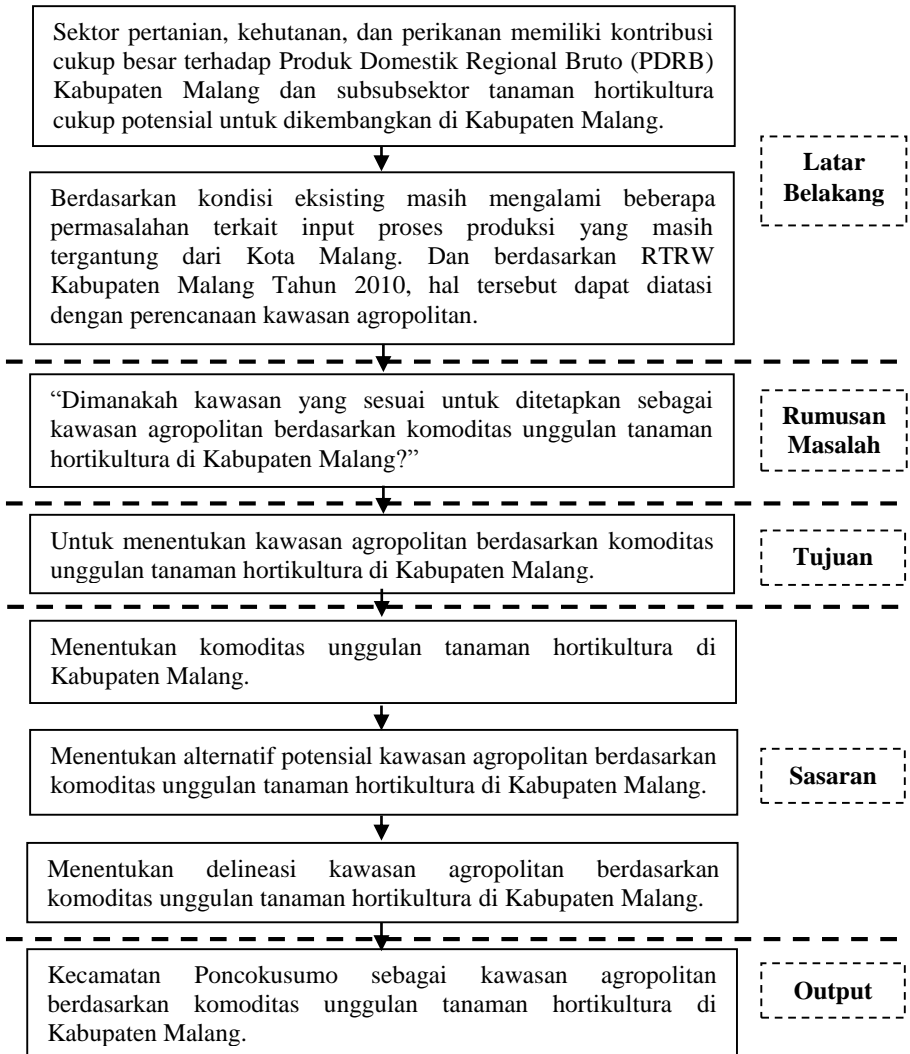 Sektor pertanian, kehutanan, dan perikanan memiliki kontribusi
cukup besar terhadap Produk Domestik Regional Bruto (PDRB)
Kabupaten Malang dan subsubsektor tanaman hortikultura
cukup potensial untuk dikembangkan di Kabupaten Malang.
Latar
Belakang
Berdasarkan kondisi eksisting masih mengalami beberapa
permasalahan terkait input proses produksi yang masih
tergantung dari Kota Malang. Dan berdasarkan RTRW
Kabupaten Malang Tahun 2010, hal tersebut dapat diatasi
dengan perencanaan kawasan agropolitan.
“Dimanakah kawasan yang sesuai untuk ditetapkan sebagai
kawasan agropolitan berdasarkan komoditas unggulan tanaman
hortikultura di Kabupaten Malang?”
Rumusan
Masalah
Untuk menentukan kawasan agropolitan berdasarkan komoditas
unggulan tanaman hortikultura di Kabupaten Malang.
Tujuan
Menentukan komoditas unggulan tanaman hortikultura di
Kabupaten Malang.
Menentukan alternatif potensial kawasan agropolitan berdasarkan
komoditas unggulan tanaman hortikultura di Kabupaten Malang.
Sasaran
Menentukan delineasi kawasan agropolitan berdasarkan
komoditas unggulan tanaman hortikultura di Kabupaten Malang.
Kecamatan Poncokusumo sebagai kawasan agropolitan
berdasarkan komoditas unggulan tanaman hortikultura di
Kabupaten Malang.
Output